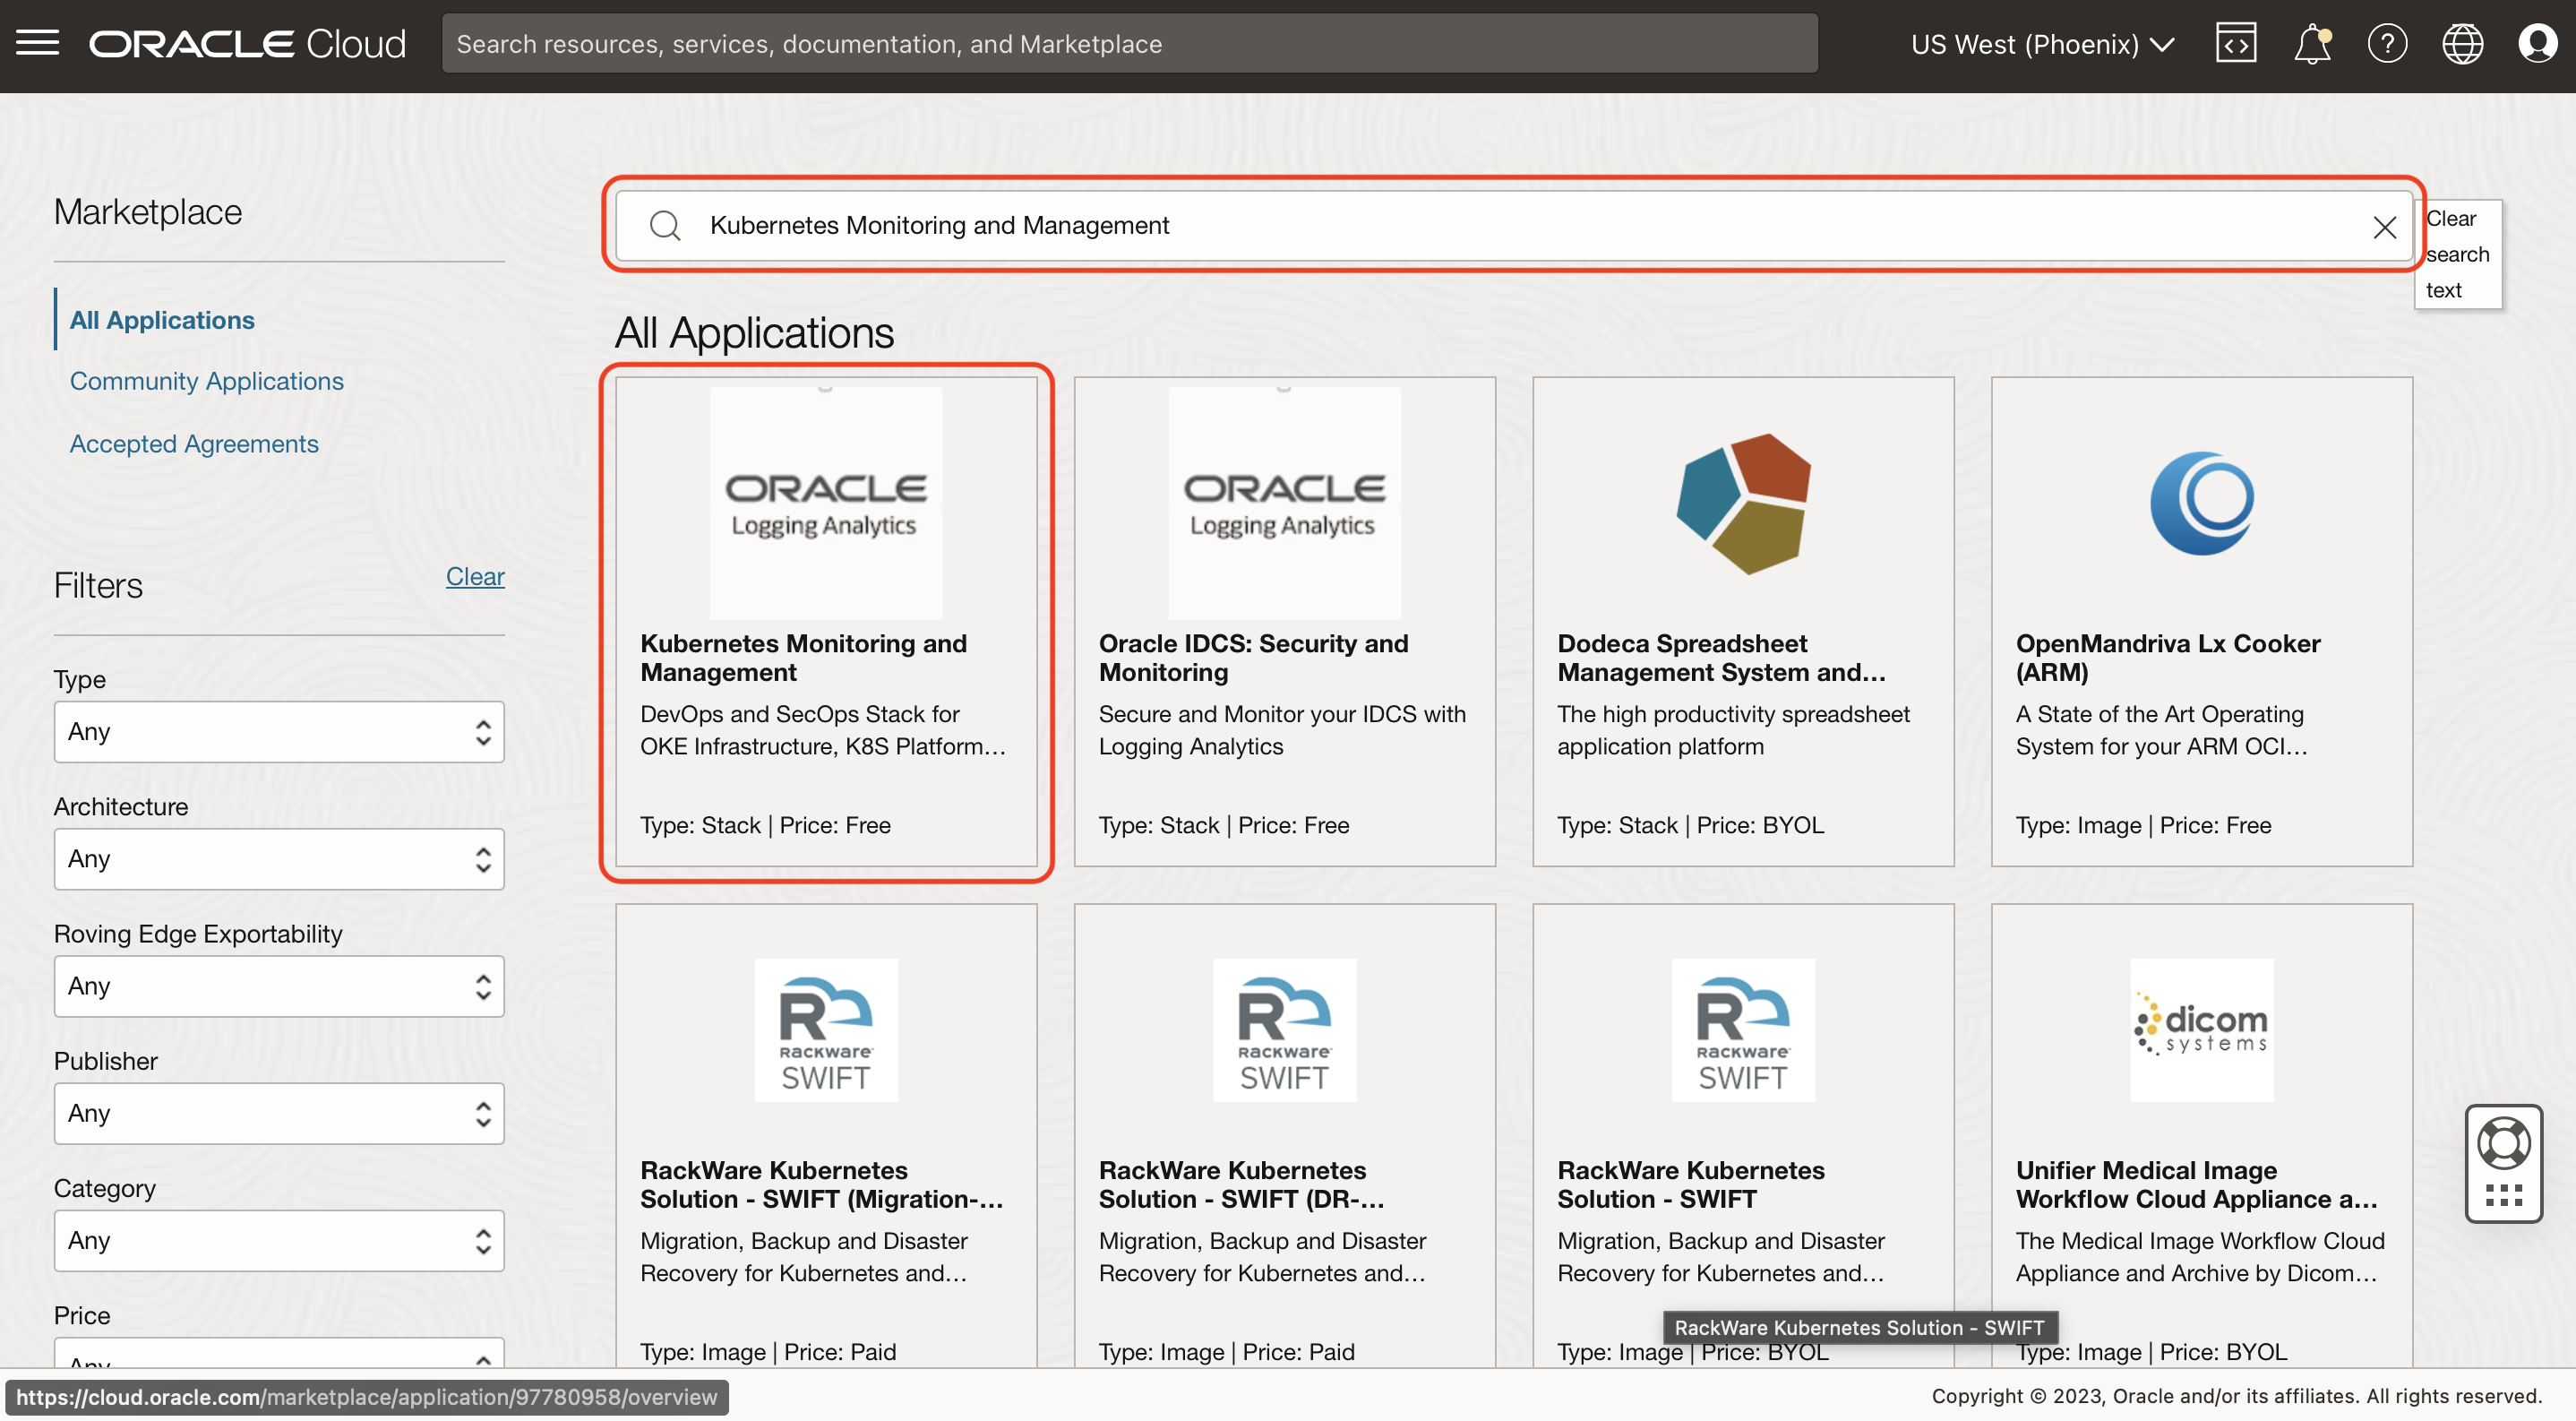 ORACLE Cloud
Search resources, services, documentation, and Marketplace
US West (Phoenix)
Marketplace
All Applications
Community Applications
Accepted Agreements
Filters
Clear
Type
Any
Architecture
Any
Roving Edge Exportability
Any
Publisher
Any
Category
Any
Price
Any
Kubernetes Monitoring and Management
Clear
search
text
All Applications
ORACLE
Logging Analytics
Kubernetes Monitoring and
Management
DevOps and SecOps Stack for
OKE Infrastructure, K8S Platform...
Type: Stack | Price: Free
ORACLE
Logging Analytics
Oracle IDCS: Security and
Monitoring
Secure and Monitor your IDCS with
Logging Analytics
Type: Stack | Price: Free
Dodeca Spreadsheet
Management System and...
The high productivity spreadsheet
application platform
Type: Stack | Price: BYOL
OpenMandriva Lx Cooker
(ARM)
A State of the Art Operating
System for your ARM OCI...
Type: Image | Price: Free
R
RACKWARE
SWIFT
RackWare Kubernetes
Solution - SWIFT (Migration-...
Migration, Backup and Disaster
Recovery for Kubernetes and...
Type: Image | Price: Paid
R
RACKWARE
SWIFT
RackWare Kubernetes
Solution - SWIFT (DR-...
Migration, Backup and Disaster
Recovery for Kubernetes and...
Type: Image | Price: Paid
R
RACKWARE
SWIFT
RackWare Kubernetes
Solution - SWIFT
Migration, Backup and Disaster
Recovery for Kubernetes and...
RackWare Kubernetes Solution - SWIFT
Type: Image | Price: BYOL
dicom
systems
Unifier Medical Image
Workflow Cloud Appliance a...
The Medical Image Workflow Cloud
Appliance and Archive by Dicom...
Type: Image | Price: BYOL
https://cloud.oracle.com/marketplace/application/97780958/overview
Copyright © 2023, Oracle and/or its affiliates. All rights reserved.